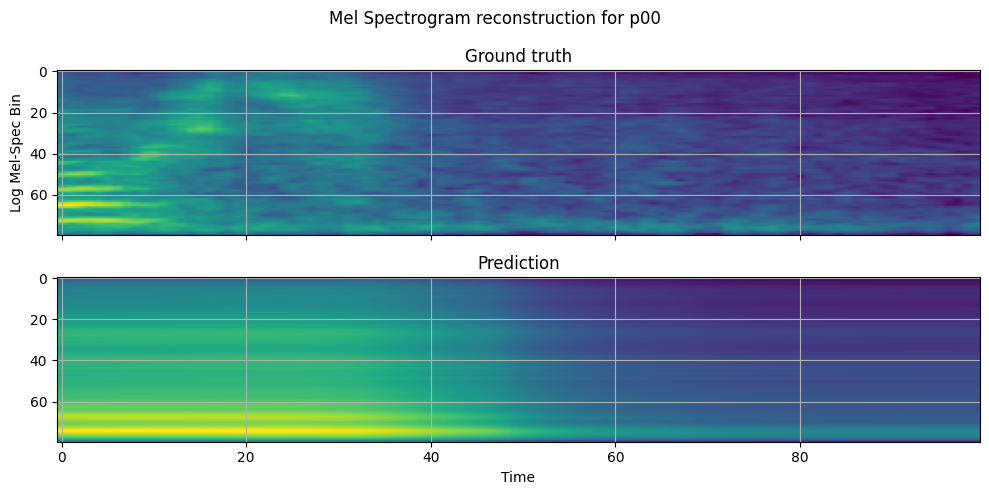 Mel Spectrogram reconstruction for p00
Ground truth
0
20
40
60
Log Mel-Spec Bin
Prediction
0
20
40
60
0 20 40 60 80
Time